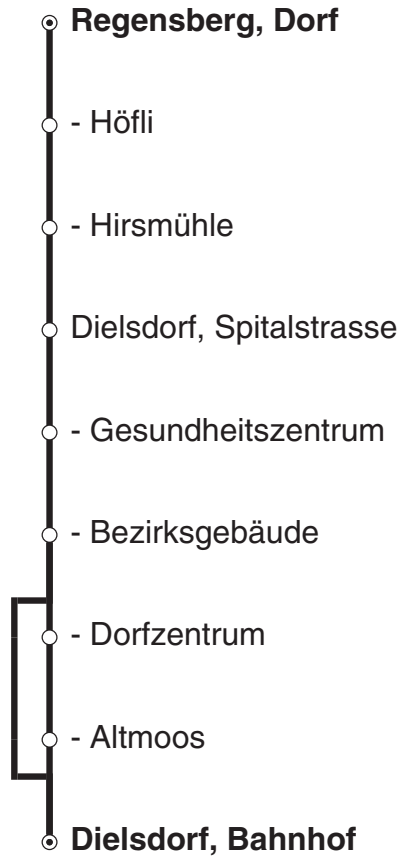 Regensberg, Dorf
- Höfli
- Hirsmühle
Dielsdorf, Spitalstrasse
- Gesundheitszentrum
- Bezirksgebäude
- Dorfzentrum
- Altmoos
Dielsdorf, Bahnhof